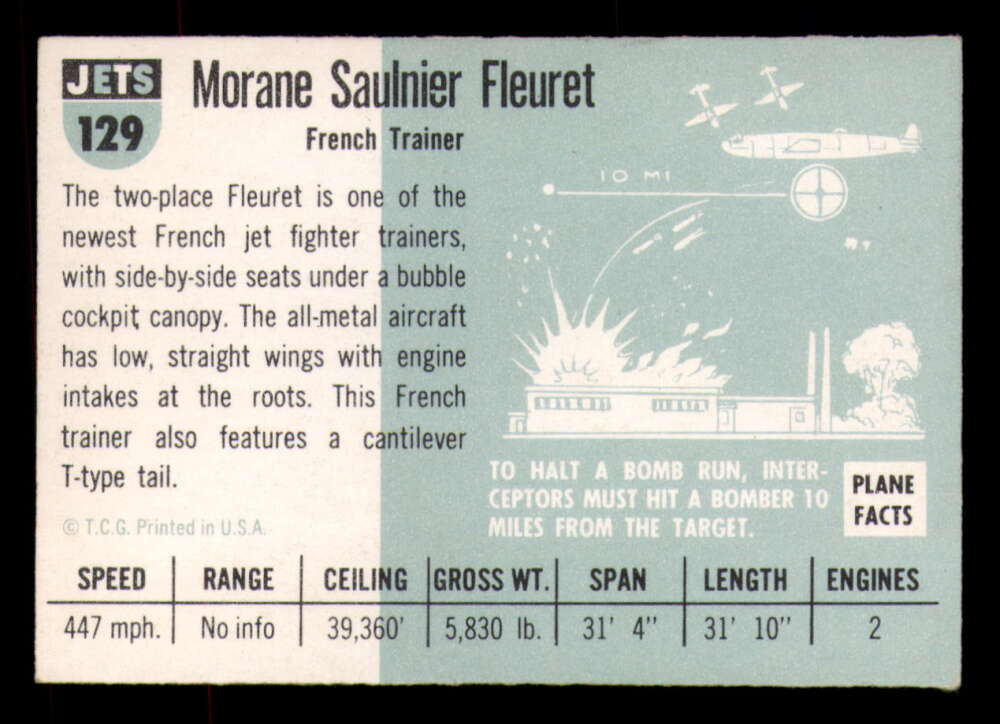 JETS
129
Morane Saulnier Fleuret
French Trainer
The two-place Fleuret is one of the
newest French jet fighter trainers,
with side-by-side seats under a bubble
cockpit canopy. The all-metal aircraft
has low, straight wings with engine
intakes at the roots. This French
trainer also features a cantilever
T-type tail.
© T.C.G. Printed in U.S.A.
10 MI
TO HALT A BOMB RUN, INTER-
CEPTORS MUST HIT A BOMBER 10
MILES FROM THE TARGET.
PLANE
FACTS
SPEED RANGE CEILING GROSS WT. SPAN LENGTH ENGINES
447 mph. No info 39,360' 5,830 lb. 31' 4" 31' 10" 2